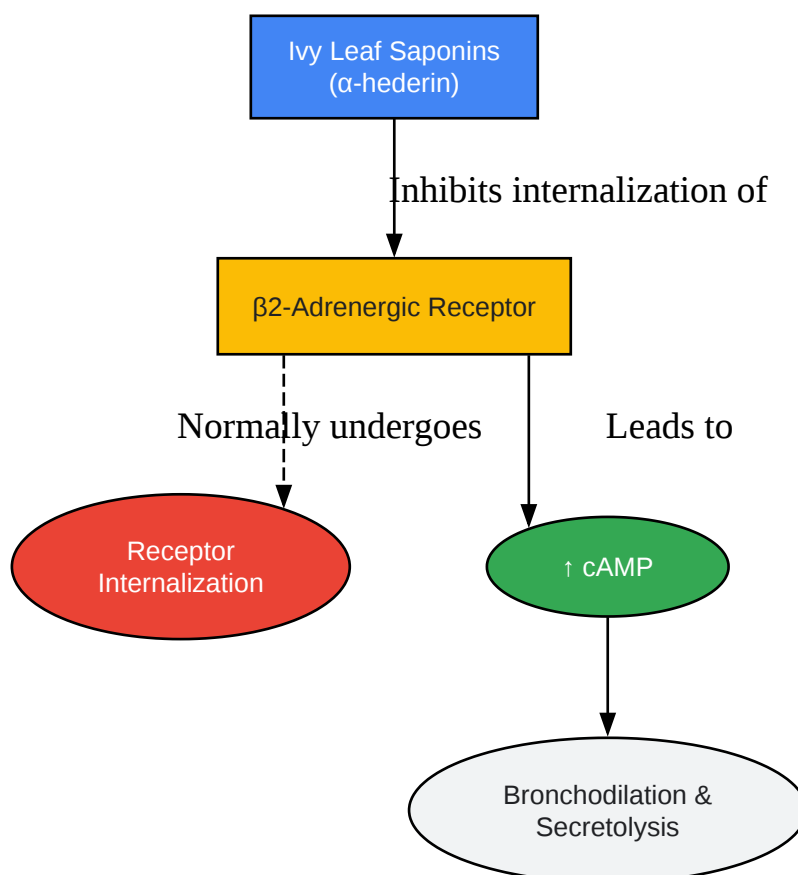 Ivy Leaf Saponins
(α-hederin)
Inhibits internalization of
β2-Adrenergic Receptor
Normally undergoes
Leads to
Receptor
Internalization
↑ cAMP
Bronchodilation &
Secretolysis